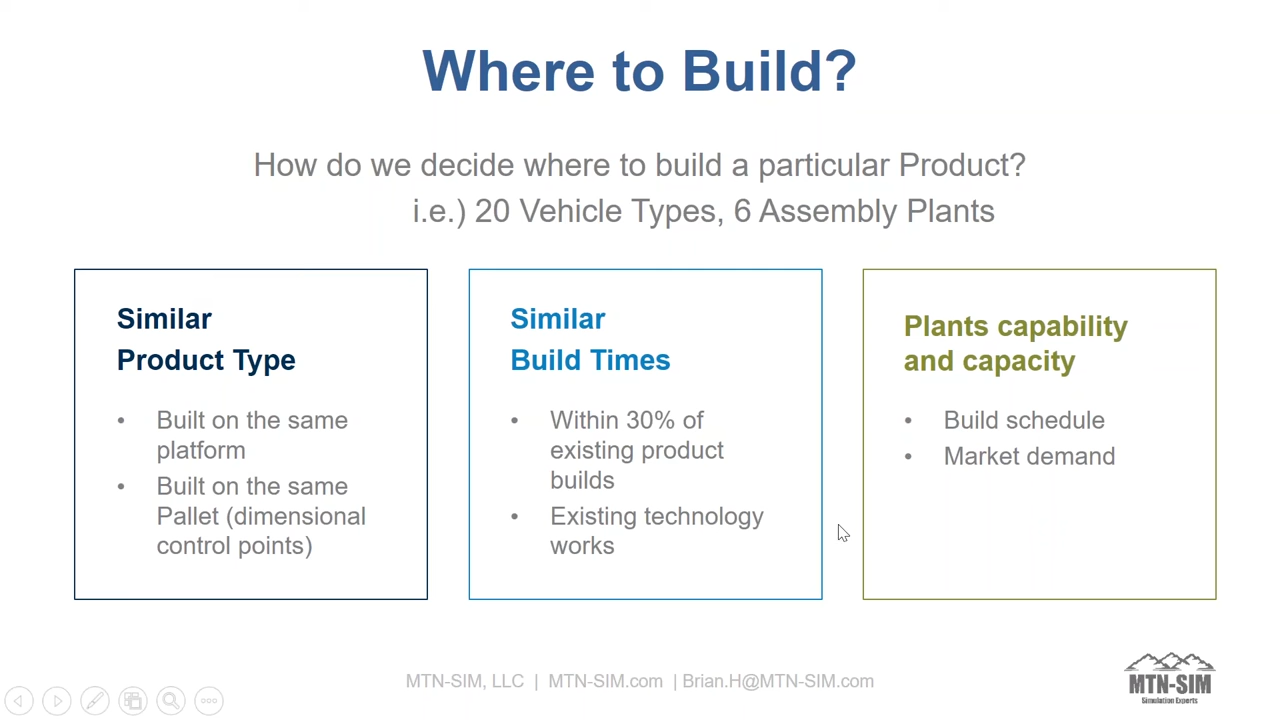 Where to Build?
How do we decide where to build a particular Product?
i.e.) 20 Vehicle Types, 6 Assembly Plants
Similar
Product Type
• Built on the same
platform
• Built on the same
Pallet (dimensional
control points)
Similar
Build Times
• Within 30% of
existing product
builds
• Existing technology
works
Plants capability
and capacity
• Build schedule
• Market demand
MTN-SIM, LLC | MTN-SIM.com | Brian.H@MTN-SIM.com
MTN-SIM
Simulation Experts